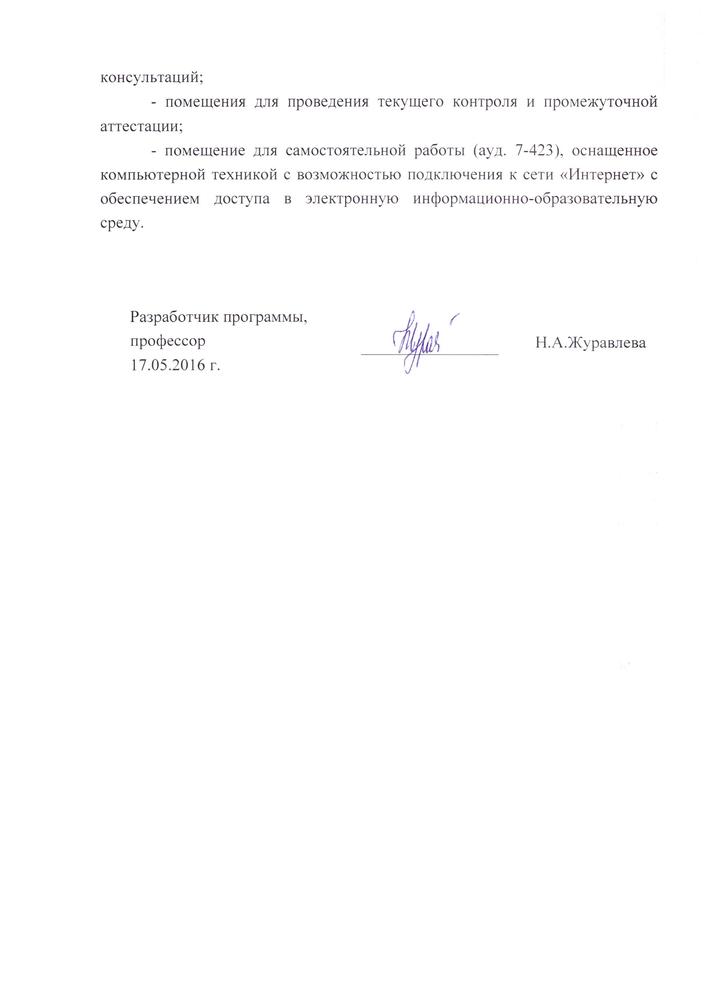 консультаций;
- помещения для проведения текущего контроля и промежуточной
аттестации;
- помещение для самостоятельной работы (ауд. 7-423), оснащенное
компьютерной техникой с возможностью подключения к сети «Интернет» с
обеспечением доступа в электронную информационно-образовательную
среду.
Разработчик программы,
профессор
Н.А.Журавлева
17.05.2016 г.